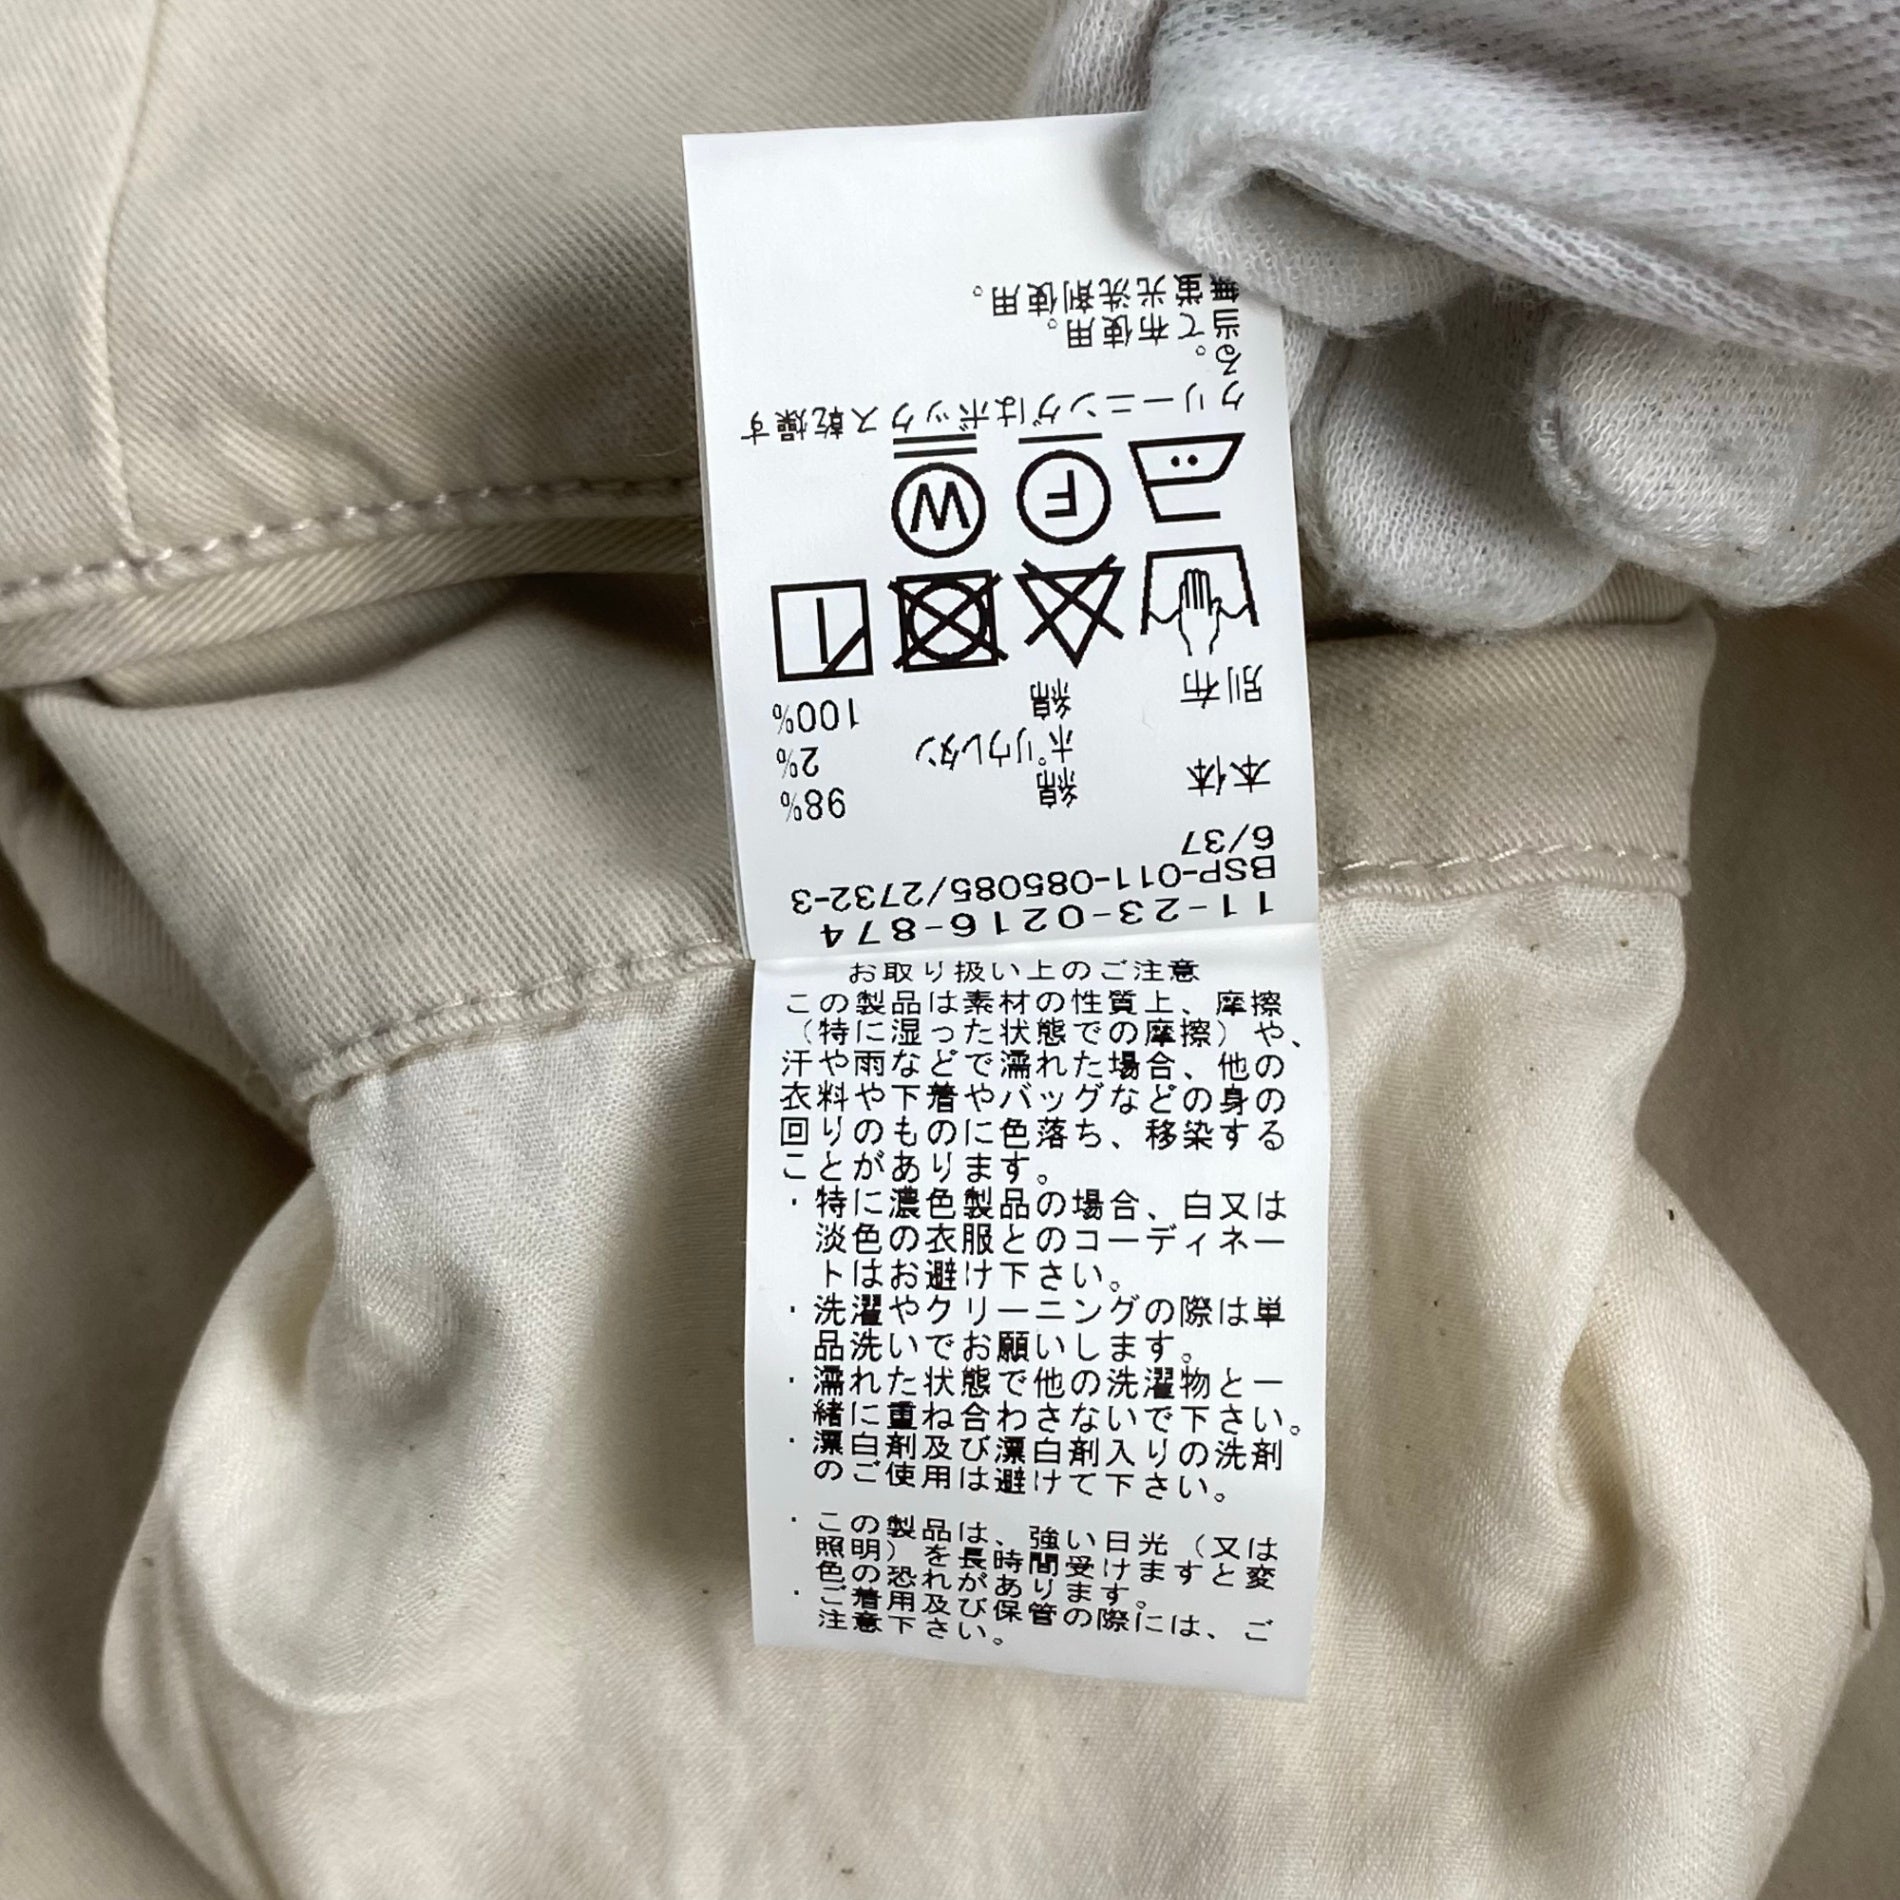 11-23-0216-874
BSP-011-085085/2732-3
6/37
本体 綿 98%
ポリウレタン 2%
別布 綿 100%
F W
クリーニングはボックス乾燥す
る。
当て布使用。
無蛍光洗剤使用。
お取り扱い上のご注意
この製品は素材の性質上、摩擦
（特に湿った状態での摩擦）や、
汗や雨などで濡れた場合、他の
衣料や下着やバッグなどの身の
回りのものに色落ち、移染する
ことがあります。
・特に濃色製品の場合、白又は
淡色の衣服とのコーディネー
トはお避け下さい。
・洗濯やクリーニングの際は単
品洗いでお願いします。
・濡れた状態で他の洗濯物と一
緒に重ね合わさないで下さい。
・漂白剤及び漂白剤入りの洗剤
のご使用は避けて下さい。
・この製品は、強い日光（又は
照明）を長時間受けますと変
色の恐れがあります。
・ご着用及び保管の際には、ご
注意下さい。